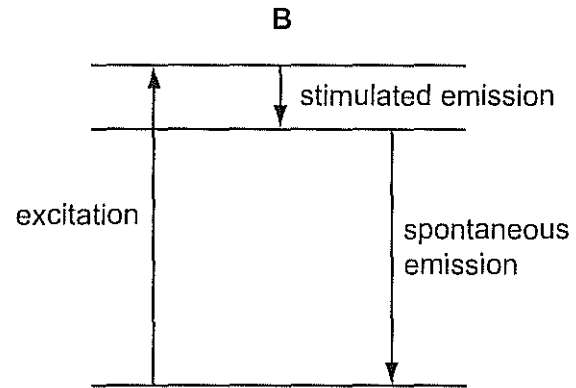 B
stimulated emission
excitation
spontaneous
emission